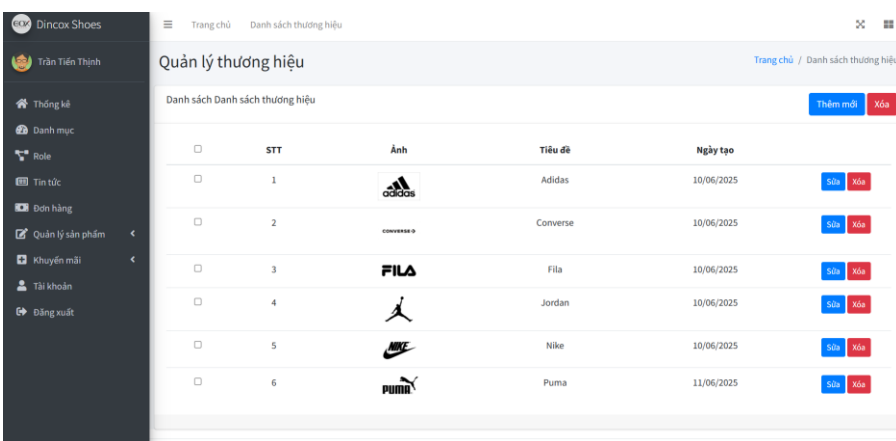 Dincox Shoes
Trang chủ Danh sách thương hiệu
Trần Tiến Thịnh
Quản lý thương hiệu
Trang chủ / Danh sách thương hiệu
Thống kê
Danh mục
Role
Tin tức
Đơn hàng
Quản lý sản phẩm
Khuyến mãi
Tài khoản
Đăng xuất
Danh sách Danh sách thương hiệu
Thêm mới Xóa
STT Ảnh Tiêu đề Ngày tạo
1 adidas Adidas 10/06/2025 Sửa Xóa
2 CONVERSE Converse 10/06/2025 Sửa Xóa
3 FILA Fila 10/06/2025 Sửa Xóa
4 Jordan 10/06/2025 Sửa Xóa
5 NIKE Nike 10/06/2025 Sửa Xóa
6 PUMA Puma 11/06/2025 Sửa Xóa